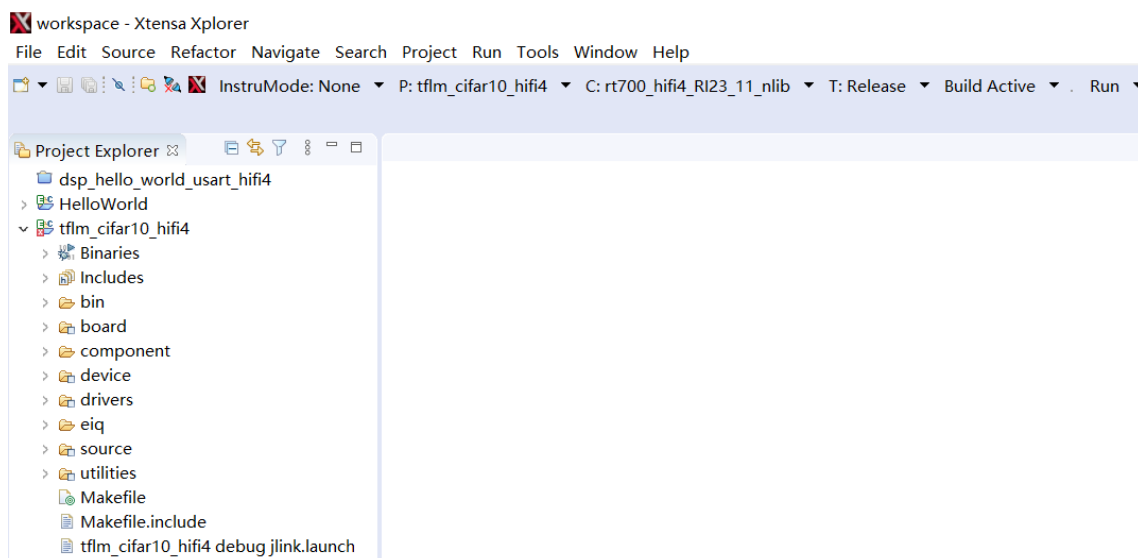 workspace - Xtensa Xplorer
File Edit Source Refactor Navigate Search Project Run Tools Window Help
InstruMode: None P: tflm_cifar10_hifi4 C: rt700_hifi4_RI23_11_nlib T: Release Build Active . Run
Project Explorer
dsp_hello_world_usart_hifi4
HelloWorld
tflm_cifar10_hifi4
Binaries
Includes
bin
board
component
device
drivers
eiq
source
utilities
Makefile
Makefile.include
tflm_cifar10_hifi4 debug jlink.launch